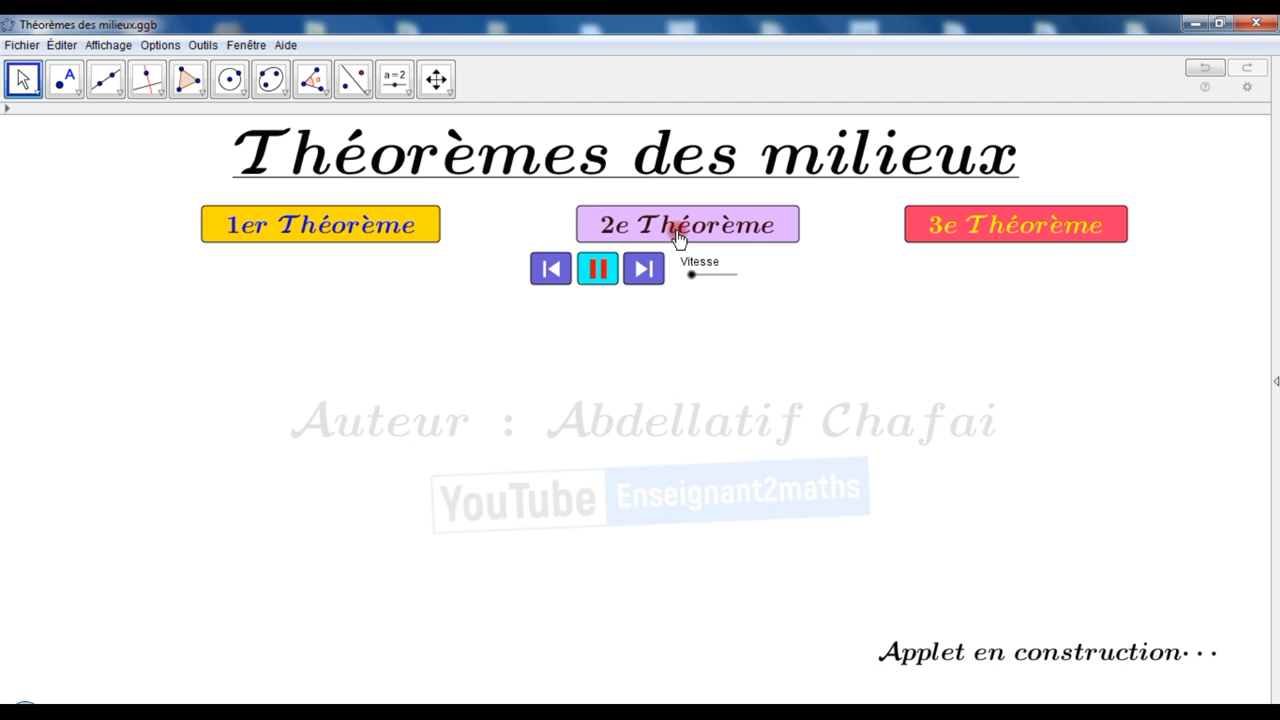 Théorèmes des milieux.ggb
Fichier Éditer Affichage Options Outils Fenêtre Aide
A
α
a=2
Théorèmes des milieux
1er Théorème
2e Théorème
3e Théorème
Vitesse
Auteur : Abdellatif Chafai
YouTube Enseignant2maths
Applet en construction···